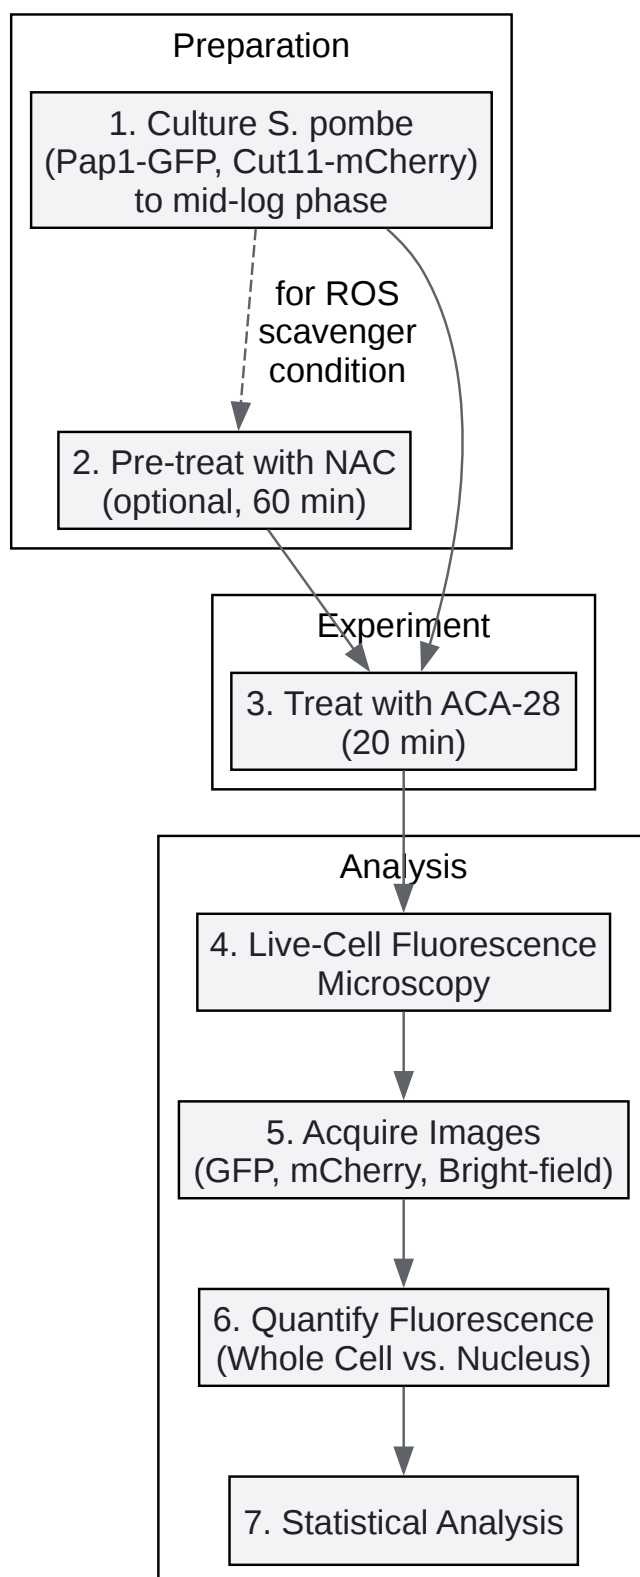 Preparation
1. Culture S. pombe
(Pap1-GFP, Cut11-mCherry)
to mid-log phase
for ROS
scavenger
condition
2. Pre-treat with NAC
(optional, 60 min)
Experiment
3. Treat with ACA-28
(20 min)
Analysis
4. Live-Cell Fluorescence
Microscopy
5. Acquire Images
(GFP, mCherry, Bright-field)
6. Quantify Fluorescence
(Whole Cell vs. Nucleus)
7. Statistical Analysis